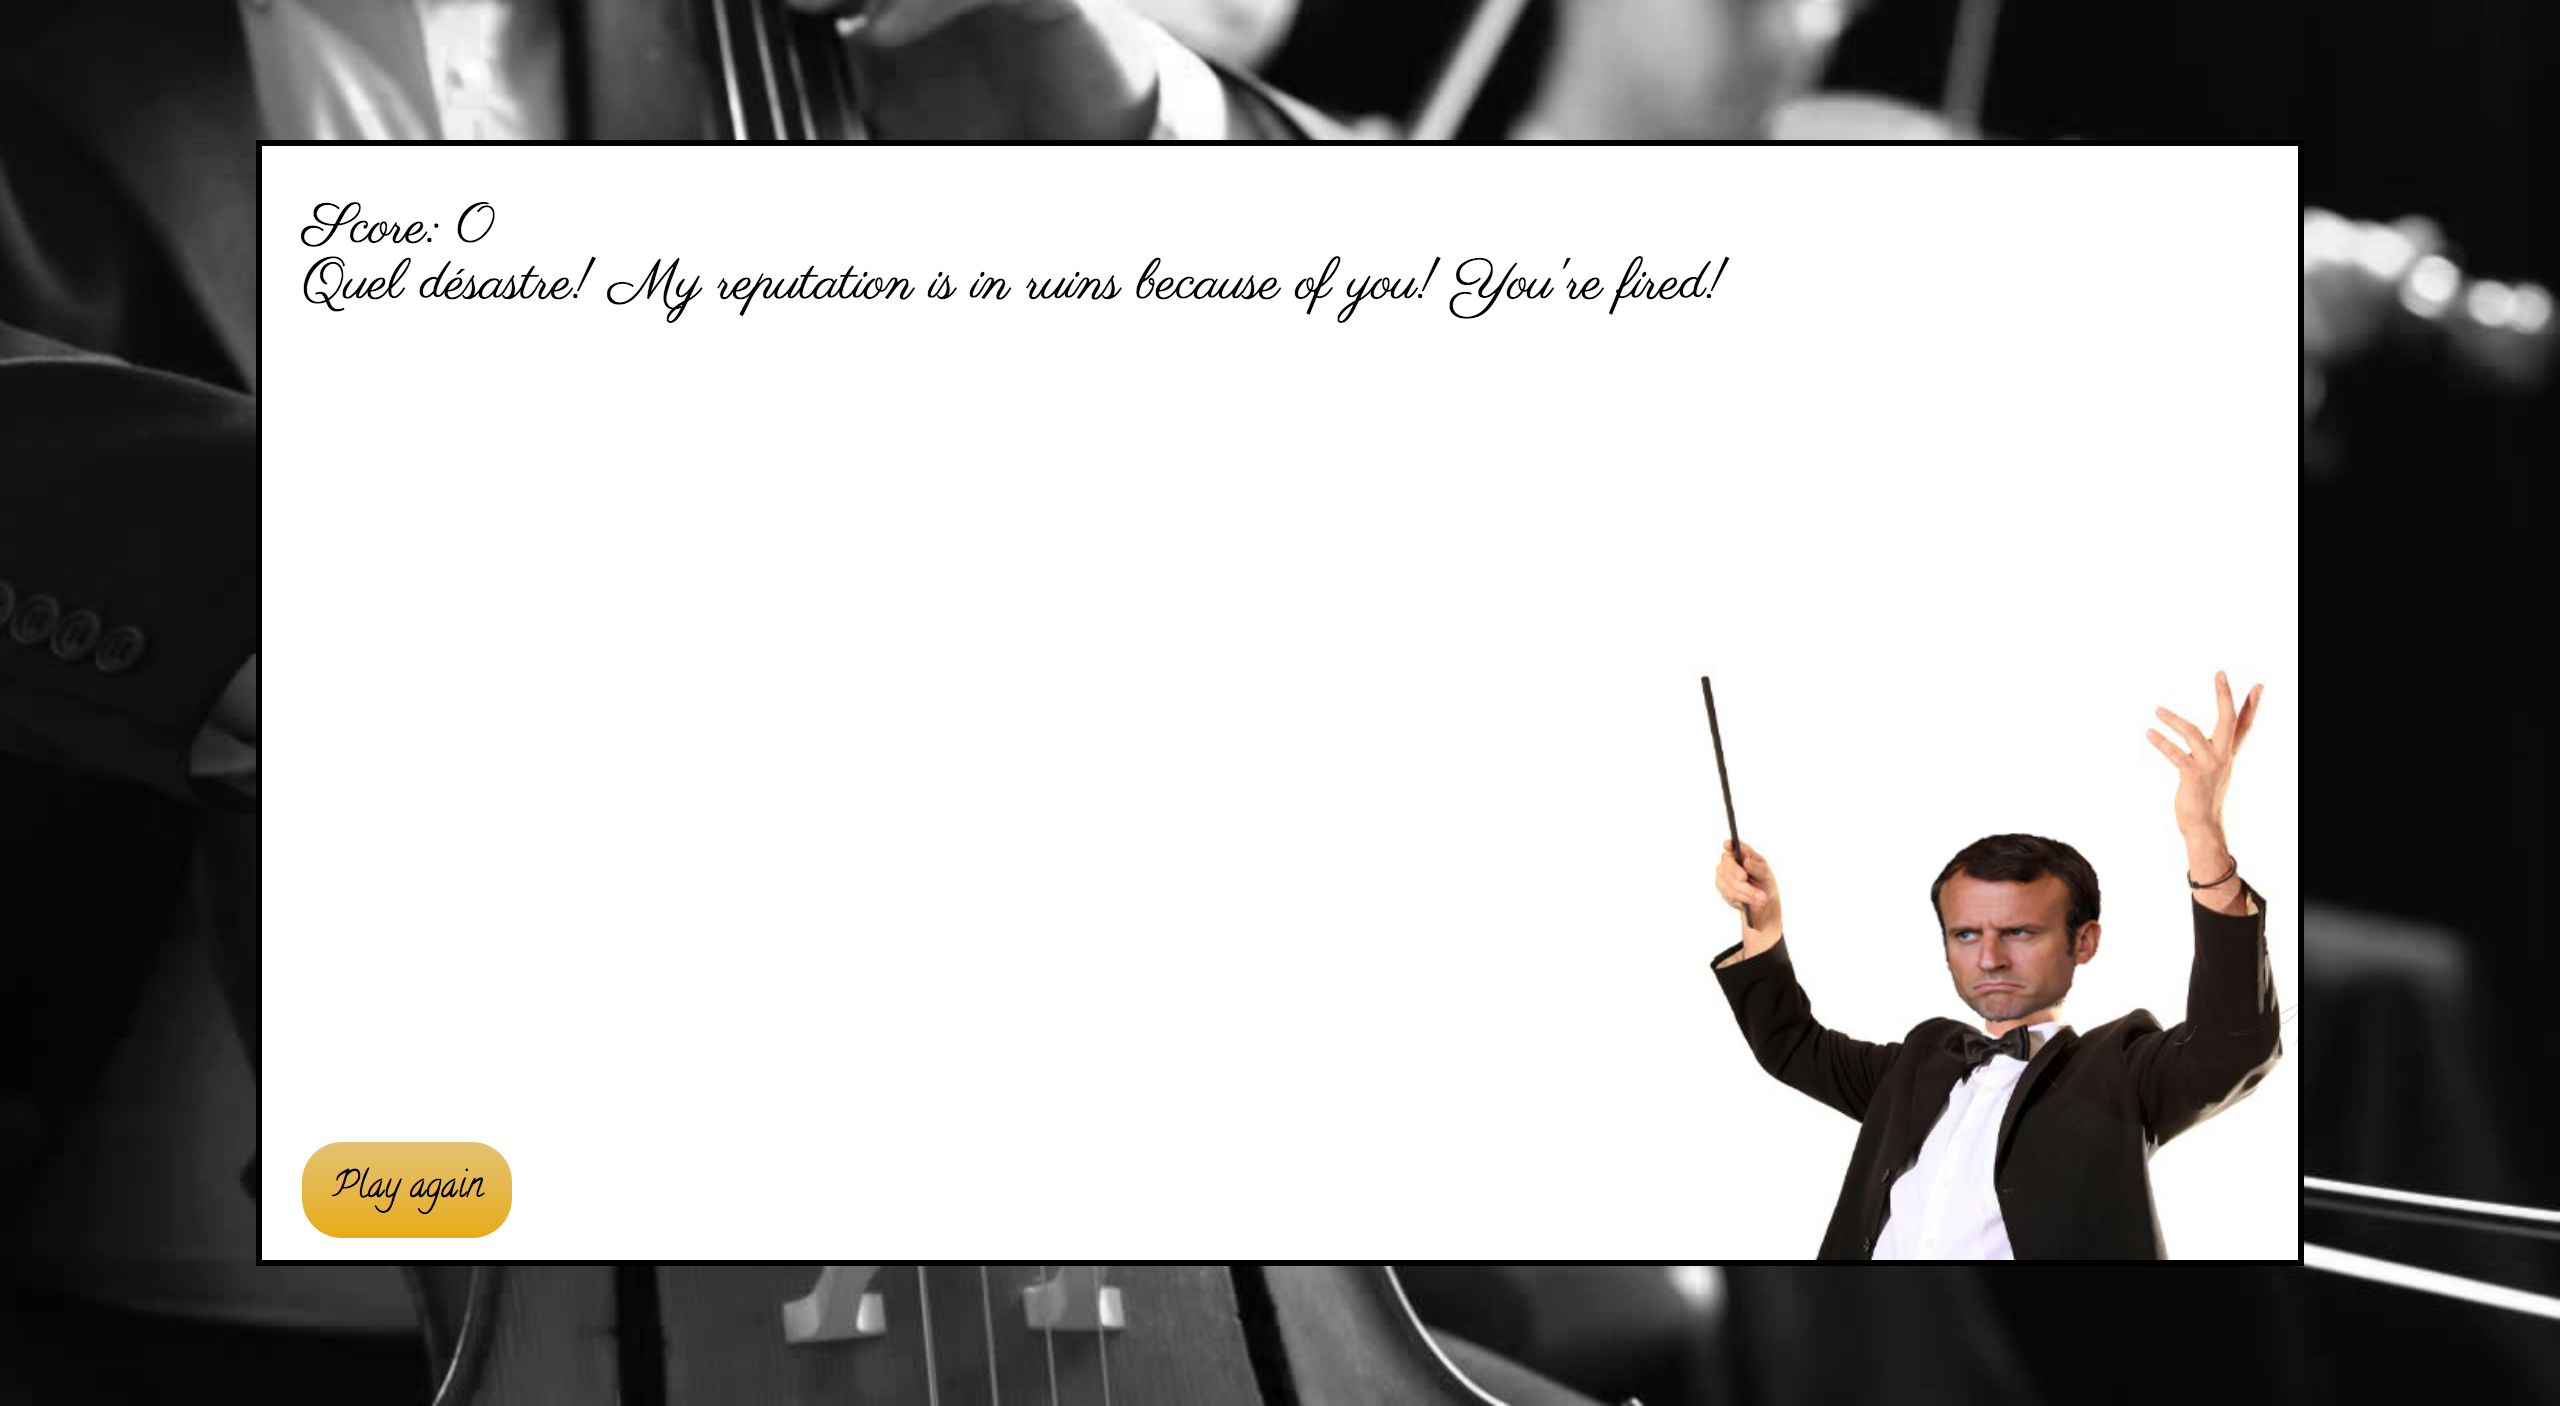 Score: 0
Quel désastre! My reputation is in ruins because of you! You're fired!
Play again